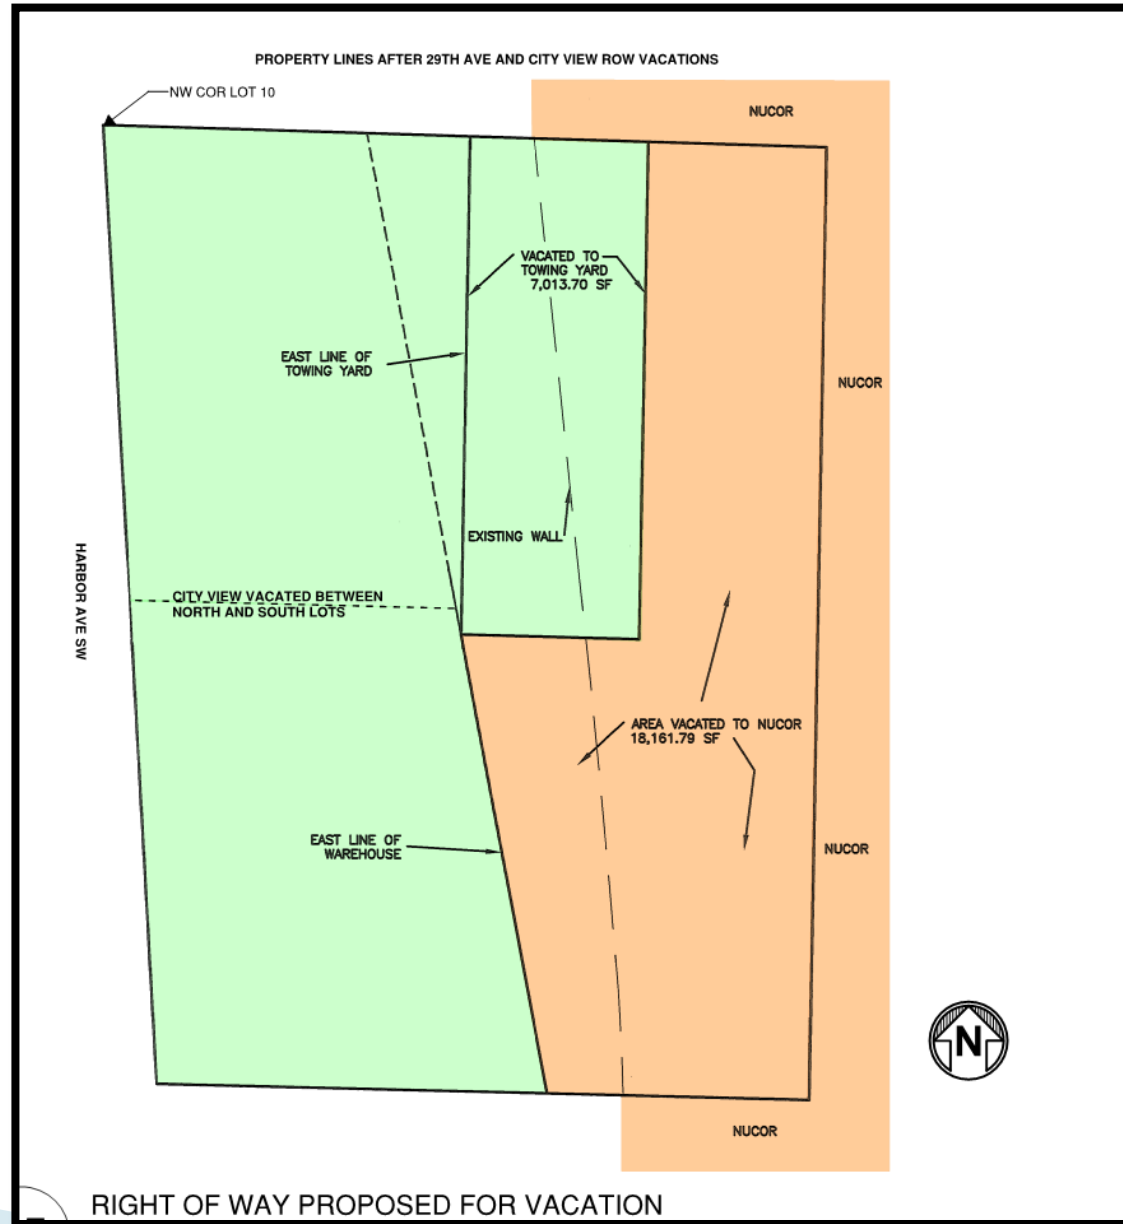 PROPERTY LINES AFTER 29TH AVE AND CITY VIEW ROW VACATIONS
NW COR LOT 10
NUCOR
VACATED TO
TOWING YARD
7,013.70 SF
EAST LINE OF
TOWING YARD
NUCOR
EXISTING WALL
HARBOR AVE SW
CITY VIEW VACATED BETWEEN
NORTH AND SOUTH LOTS
AREA VACATED TO NUCOR
18,161.79 SF
EAST LINE OF
WAREHOUSE
NUCOR
N
NUCOR
RIGHT OF WAY PROPOSED FOR VACATION